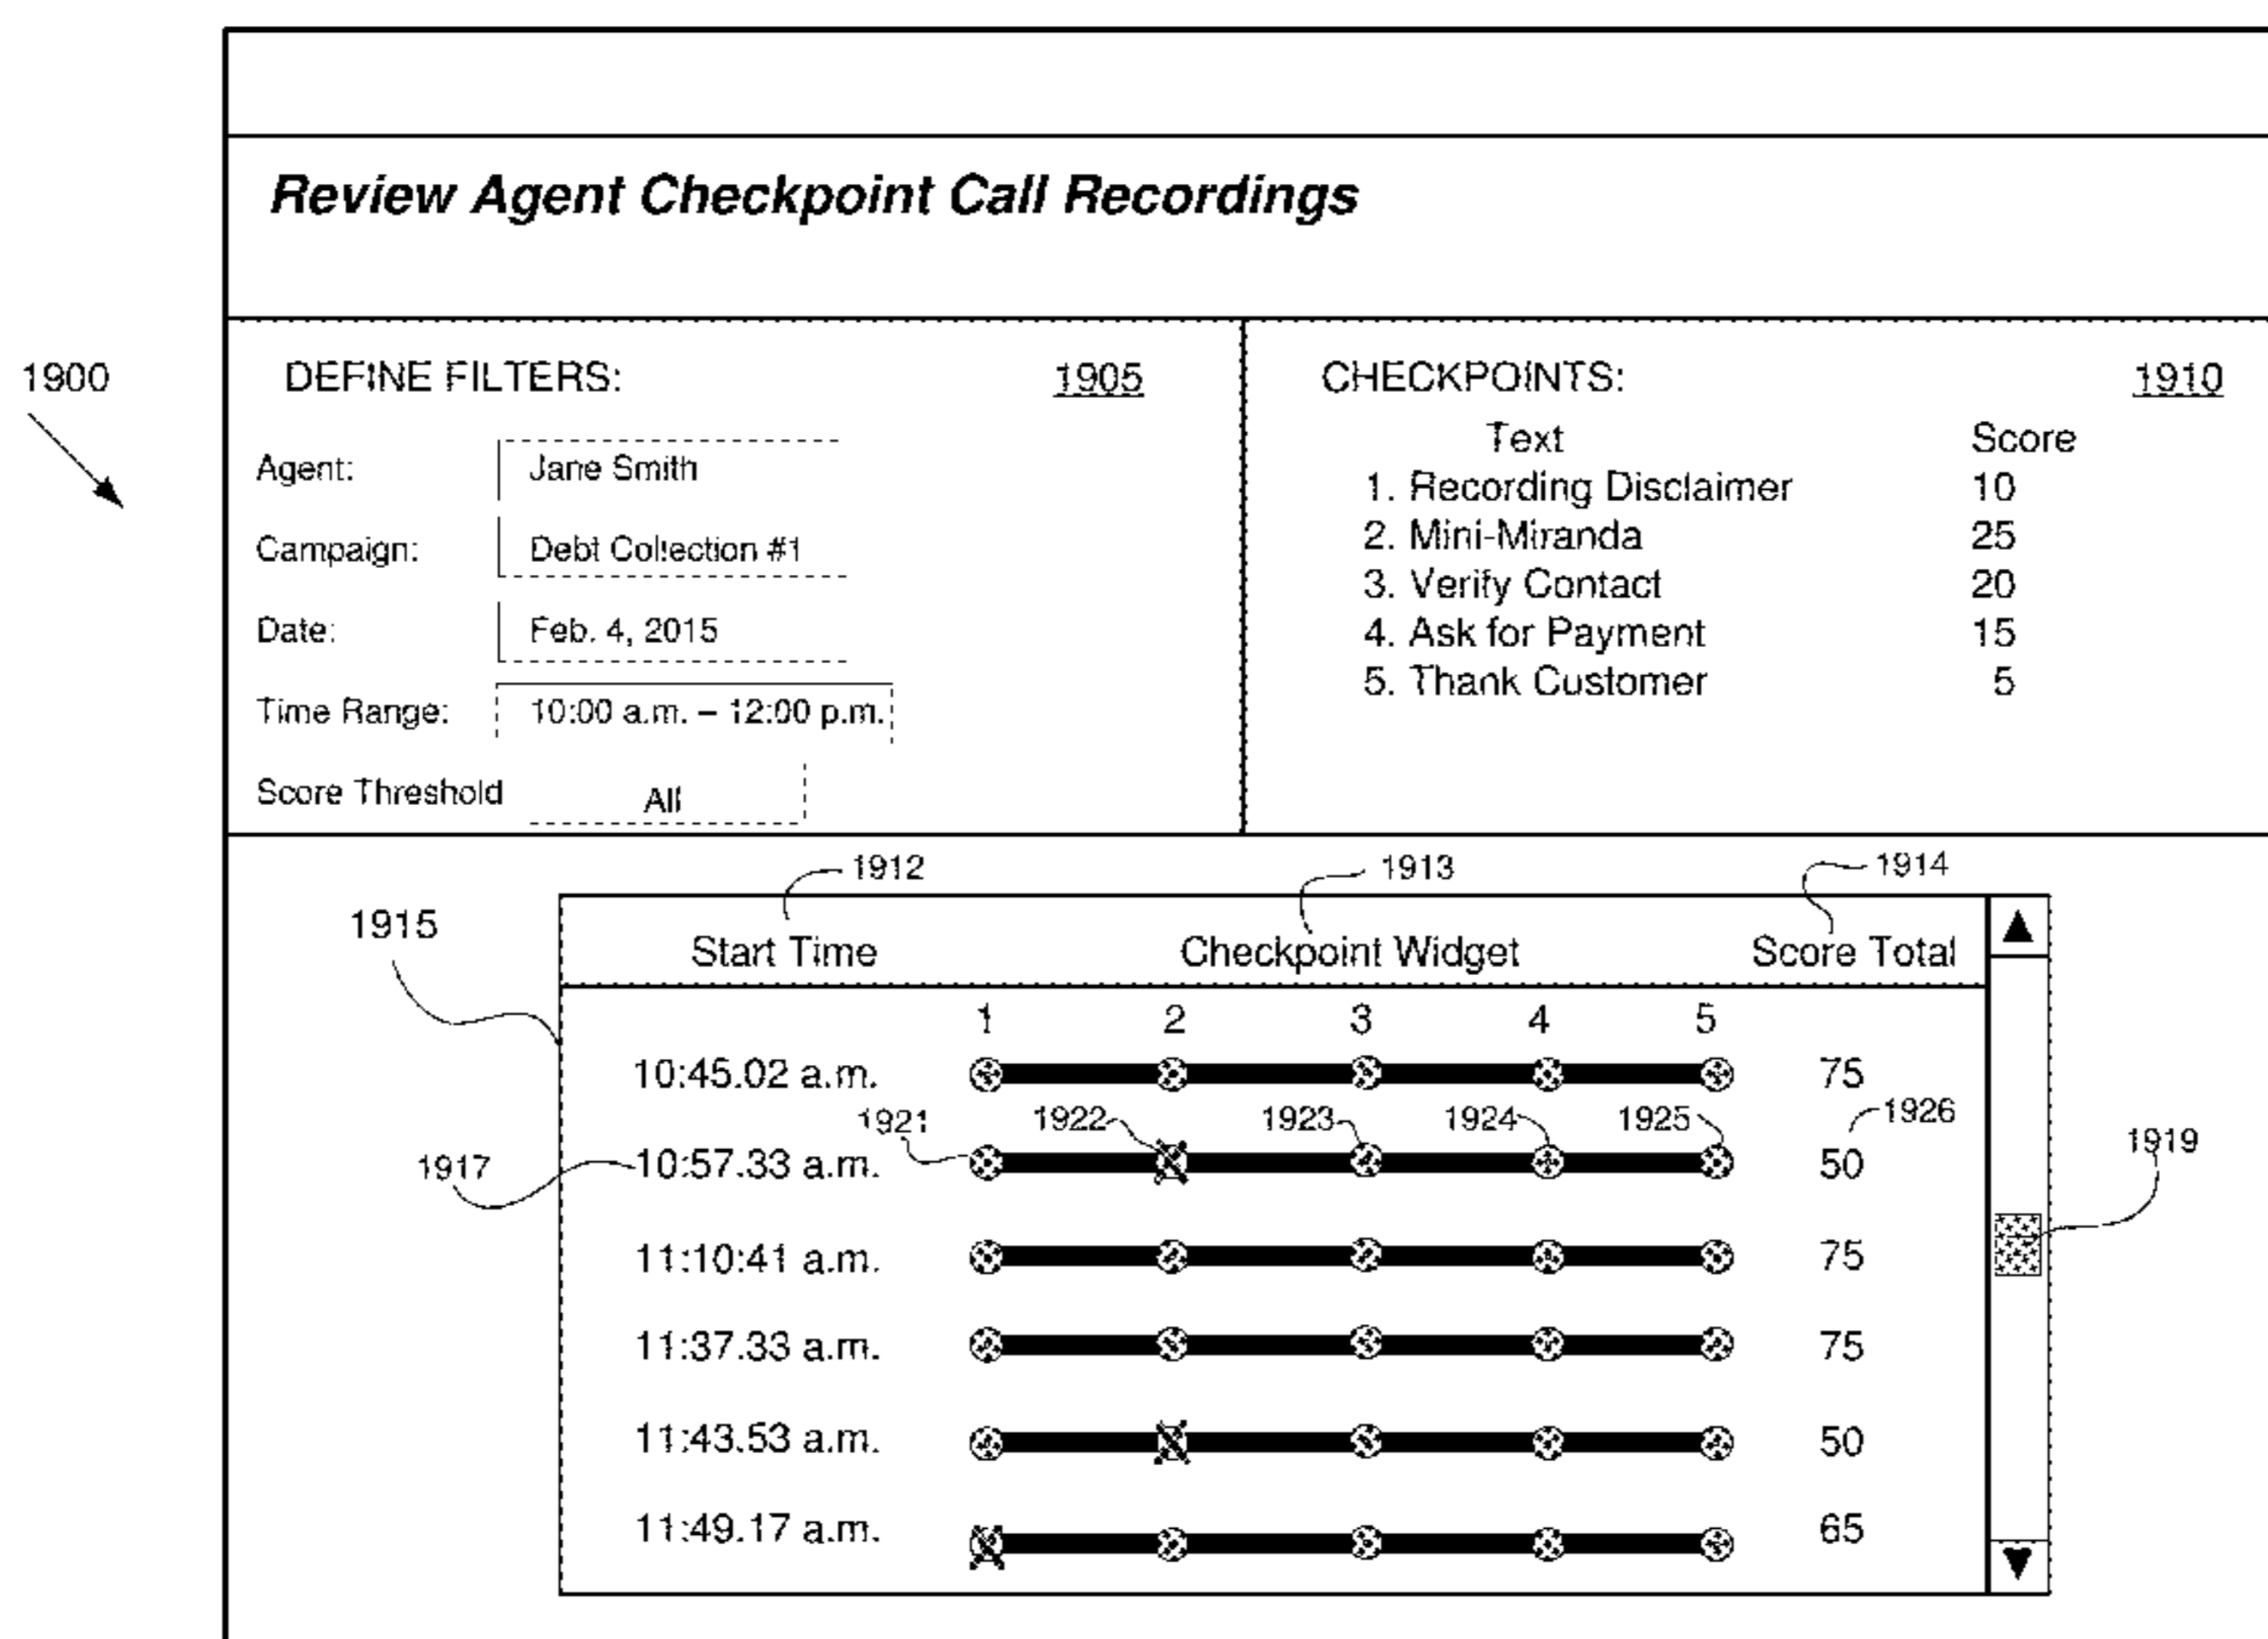 Review Agent Checkpoint Call Recordings
1900
DEFINE FILTERS: 1905
Agent: Jane Smith
Campaign: Debt Collection #1
Date: Feb. 4, 2015
Time Range: 10:00 a.m. – 12:00 p.m.
Score Threshold All
CHECKPOINTS: 1910
Text Score
1. Recording Disclaimer 10
2. Mini-Miranda 25
3. Verify Contact 20
4. Ask for Payment 15
5. Thank Customer 5
1912 1913 1914
1915
Start Time Checkpoint Widget Score Total
1 2 3 4 5
10:45.02 a.m. 75
1921 1922 1923 1924 1925 1926
1917 10:57.33 a.m. 50 1919
11:10:41 a.m. 75
11:37.33 a.m. 75
11:43.53 a.m. 50
11:49.17 a.m. 65